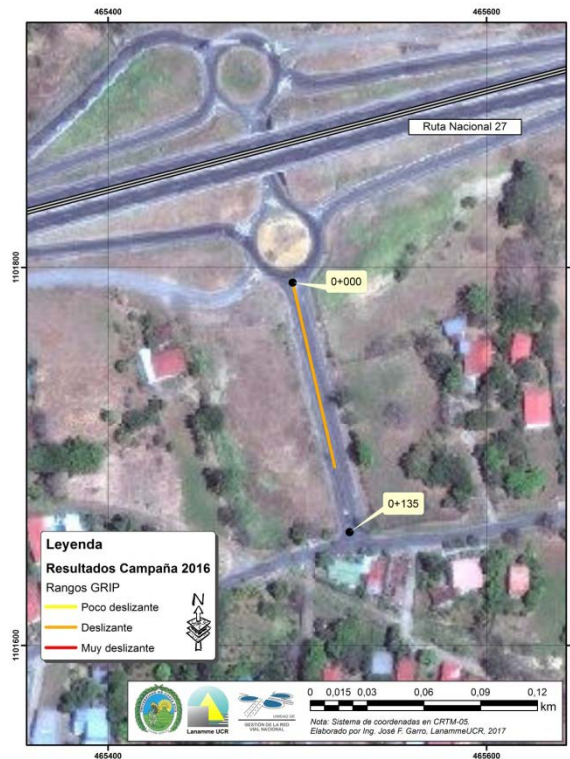 465400
465600
Ruta Nacional 27
1101800
0+000
0+135
Leyenda
Resultados Campaña 2016
Rangos GRIP
Poco deslizante
Deslizante
Muy deslizante
N
1101600
Lanamme UCR
UNIDAD DE
GESTIÓN DE LA RED
VIAL NACIONAL
0 0,015 0,03 0,06 0,09 0,12
km
Nota: Sistema de coordenadas en CRTM-05.
Elaborado por Ing. José F. Garro, LanammeUCR, 2017
465400
465600